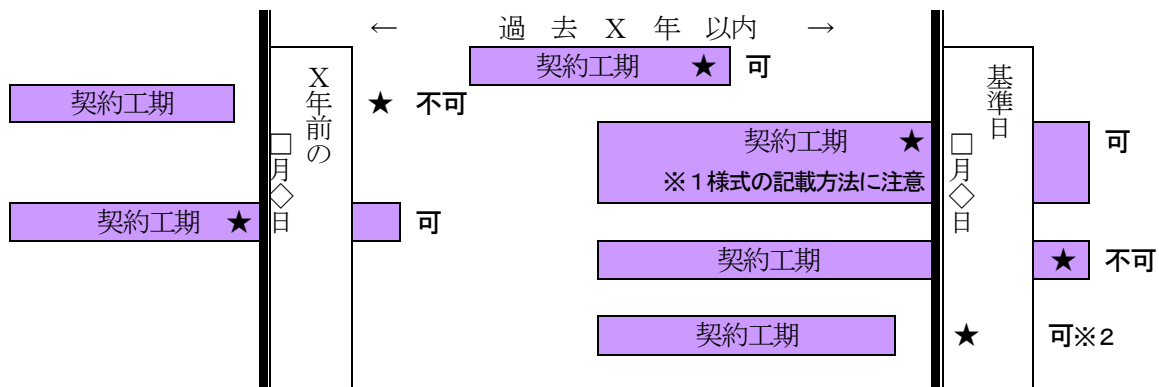 ← 過 去 Ｘ 年 以内 →
契約工期 ★ 可
契約工期 ★ 不可
Ｘ年前の
□月◇日
基準日
□月◇日
契約工期 ★ 可
※１様式の記載方法に注意
契約工期 ★ 可
契約工期 ★ 不可
契約工期 ★ 可※２